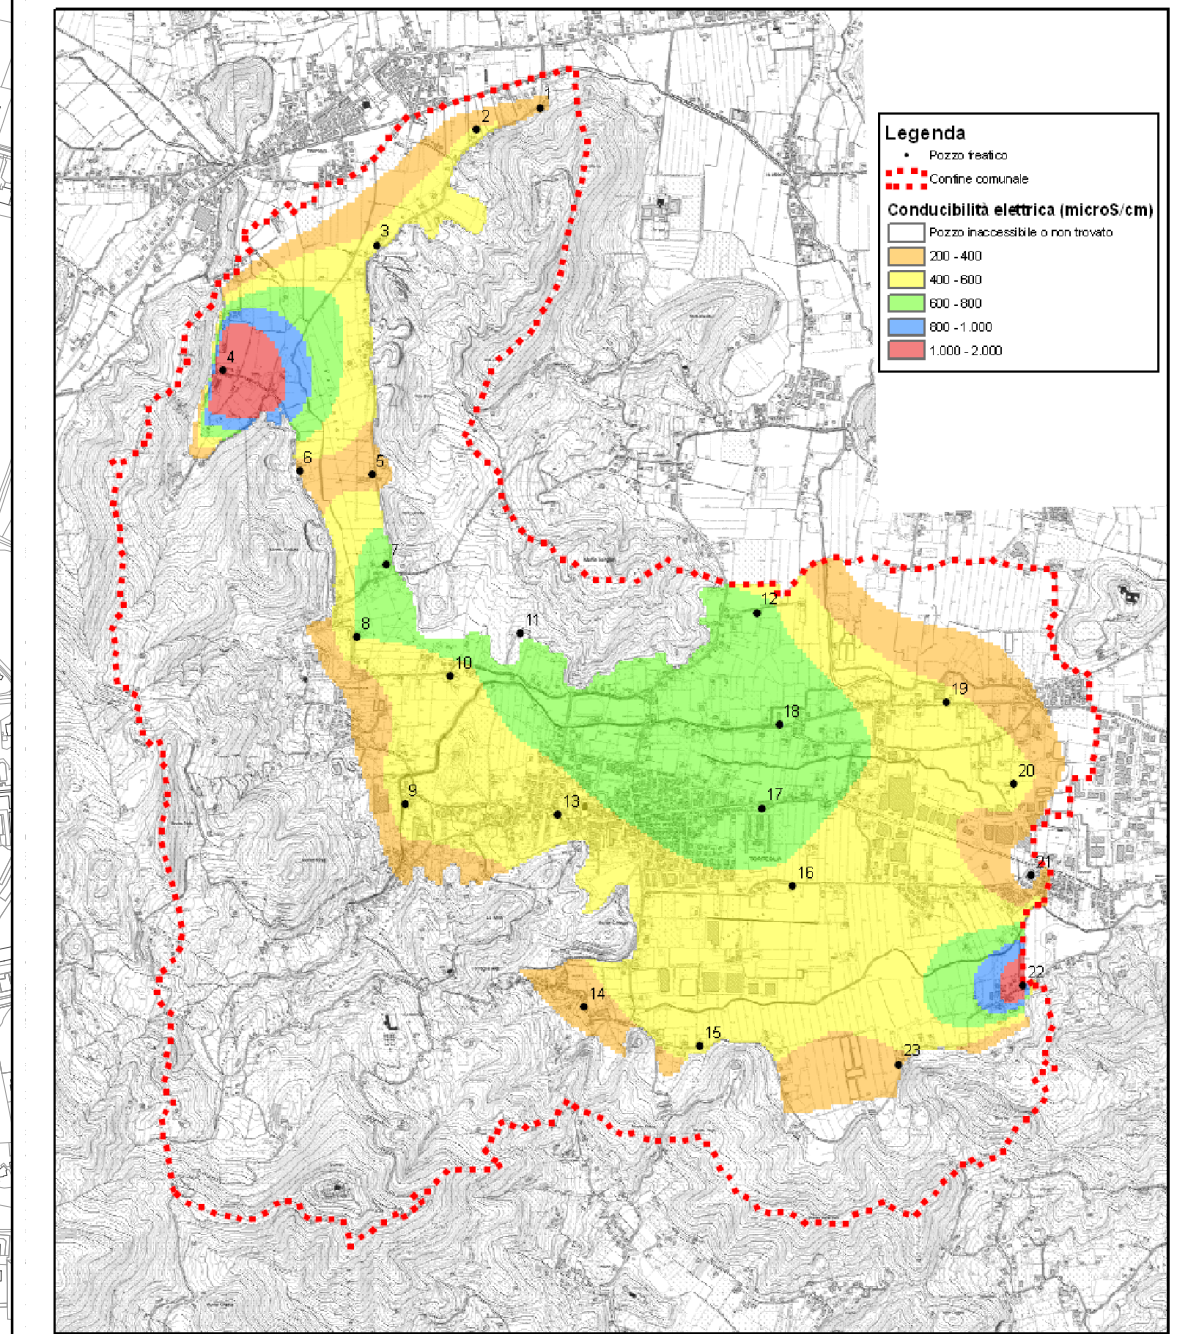 Legenda
Pozzo freatico
Confine comunale
Conducibilità elettrica (microS/cm)
Pozzo inaccessibile o non trovato
200 - 400
400 - 600
600 - 800
800 - 1.000
1.000 - 2.000
1
2
3
4
5
6
7
8
9
10
11
12
13
14
15
16
17
18
19
20
21
22
23